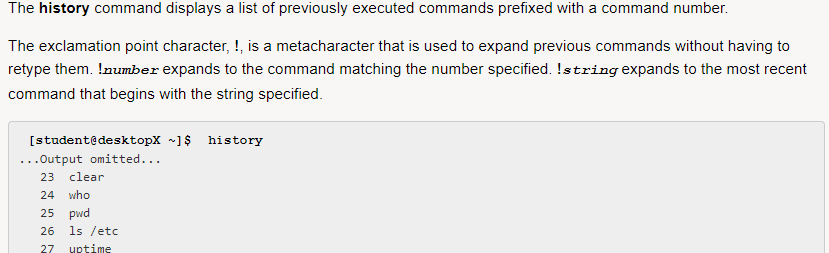 The history command displays a list of previously executed commands prefixed with a command number.
The exclamation point character, !, is a metacharacter that is used to expand previous commands without having to
retype them. !number expands to the command matching the number specified. !string expands to the most recent
command that begins with the string specified.
[student@desktopX ~]$ history
...Output omitted...
23 clear
24 who
25 pwd
26 ls /etc
27 uptime